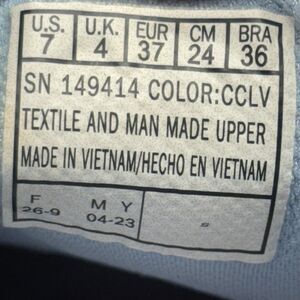 U.S. U.K. EUR CM BRA
7 4 37 24 36
SN 149414 COLOR:CCLV
TEXTILE AND MAN MADE UPPER
MADE IN VIETNAM/HECHO EN VIETNAM
F M Y
26-9 04-23